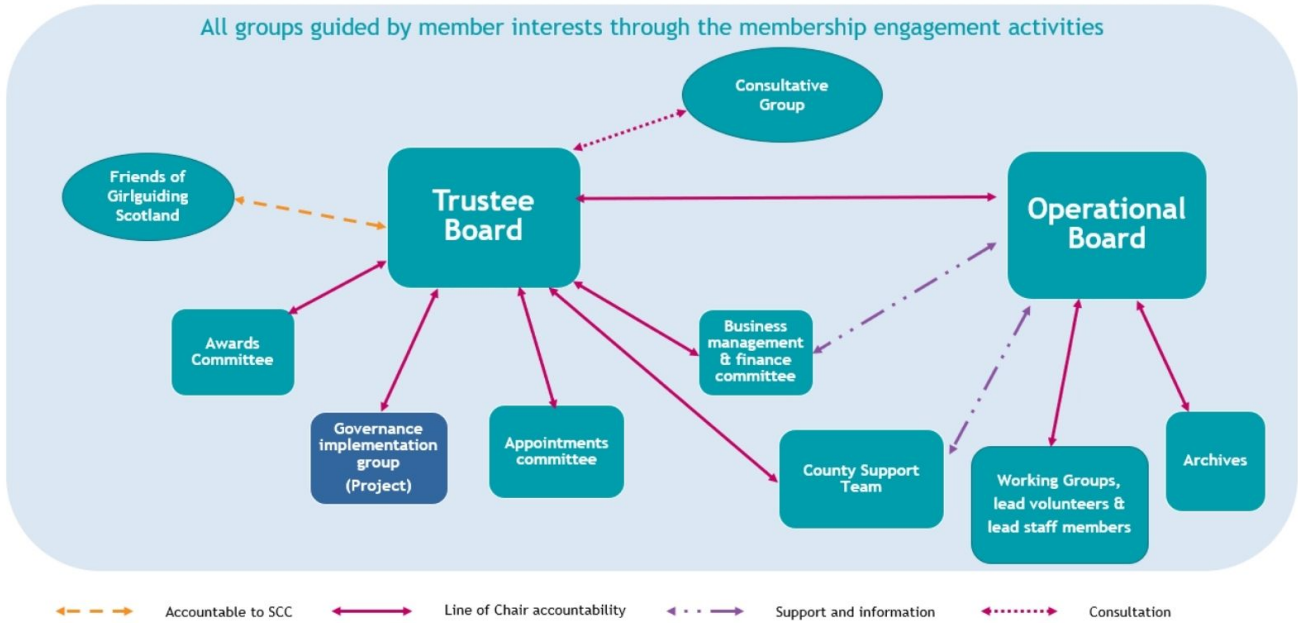 All groups guided by member interests through the membership engagement activities
Consultative
Group
Friends of
Girlguiding
Scotland
Trustee
Board
Operational
Board
Awards
Committee
Business
management
& finance
committee
Governance
implementation
group
(Project)
Appointments
committee
County Support
Team
Working Groups,
lead volunteers &
lead staff members
Archives
Accountable to SCC
Line of Chair accountability
Support and information
Consultation